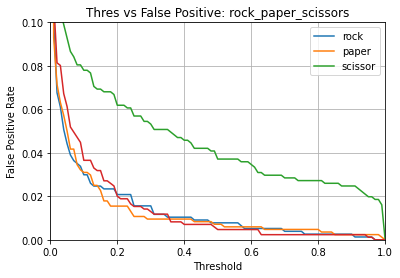 Thres vs False Positive: rock_paper_scissors
rock
paper
scissor
False Positive Rate
0.10
0.08
0.06
0.04
0.02
0.00
0.0 0.2 0.4 0.6 0.8 1.0
Threshold